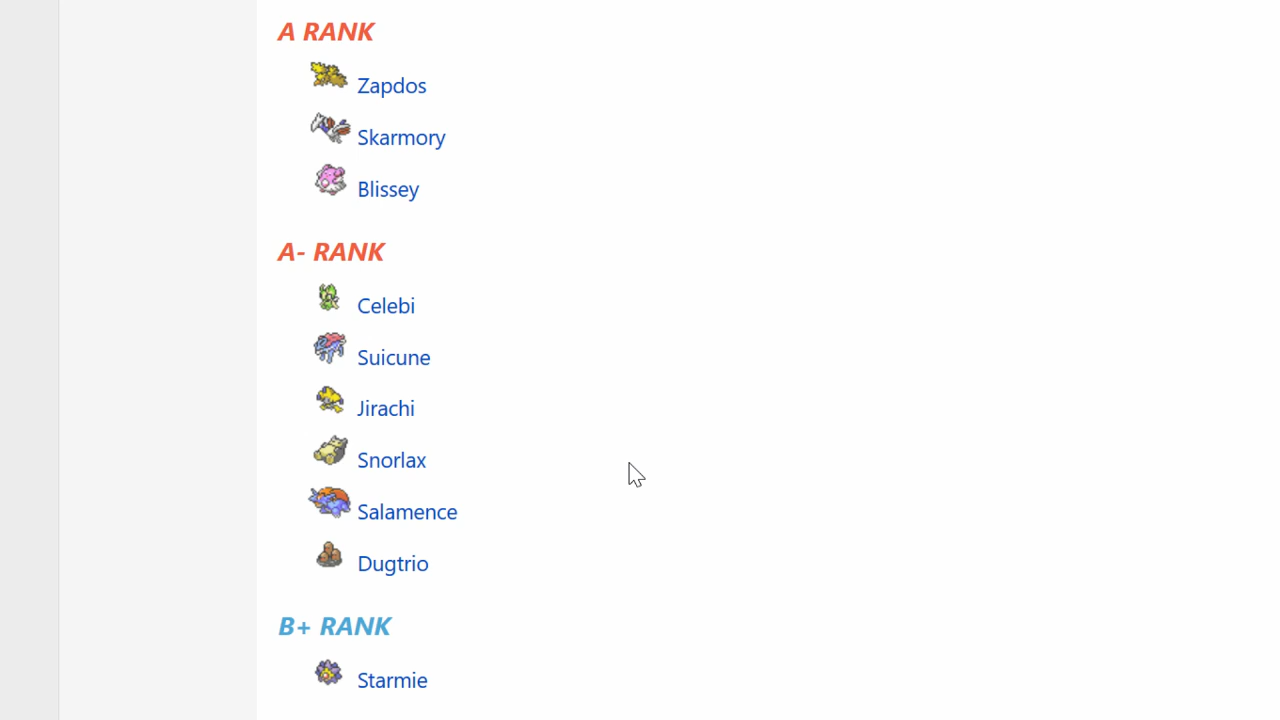 A RANK
Zapdos
Skarmory
Blissey
A- RANK
Celebi
Suicune
Jirachi
Snorlax
Salamence
Dugtrio
B+ RANK
Starmie